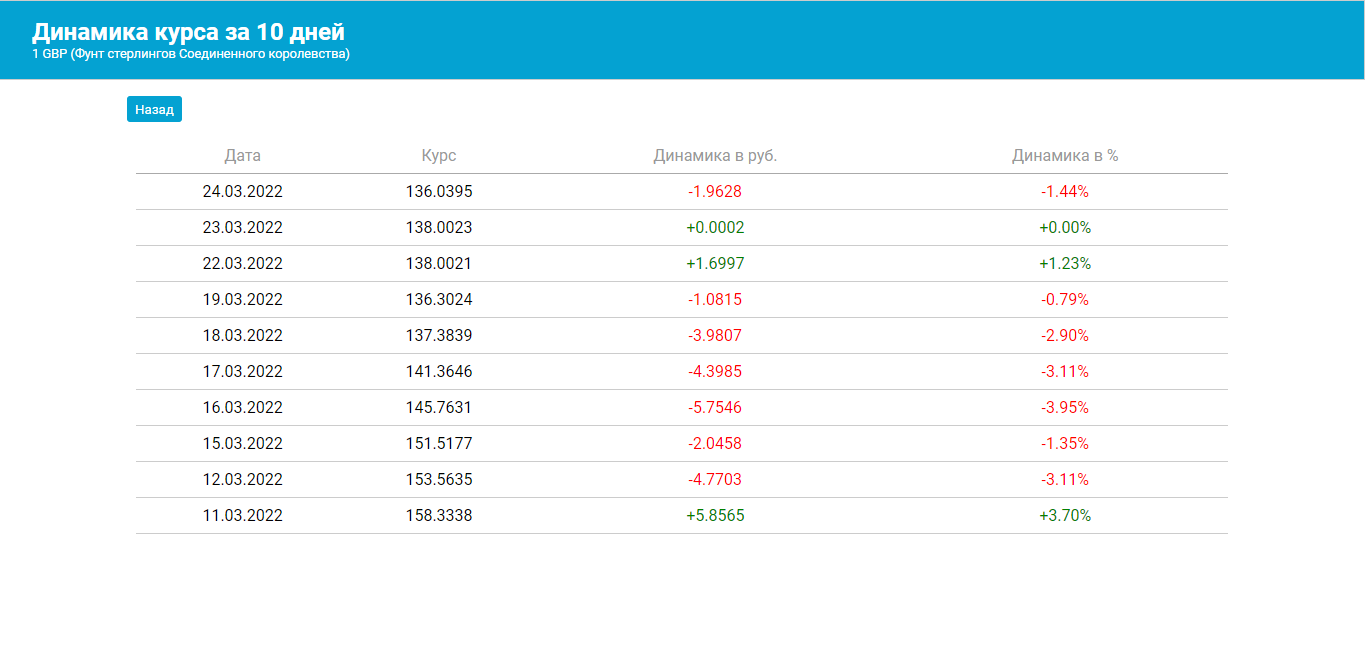 Динамика курса за 10 дней
1 GBP (Фунт стерлингов Соединенного королевства)
Назад
Дата Курс Динамика в руб. Динамика в %
24.03.2022 136.0395 -1.9628 -1.44%
23.03.2022 138.0023 +0.0002 +0.00%
22.03.2022 138.0021 +1.6997 +1.23%
19.03.2022 136.3024 -1.0815 -0.79%
18.03.2022 137.3839 -3.9807 -2.90%
17.03.2022 141.3646 -4.3985 -3.11%
16.03.2022 145.7631 -5.7546 -3.95%
15.03.2022 151.5177 -2.0458 -1.35%
12.03.2022 153.5635 -4.7703 -3.11%
11.03.2022 158.3338 +5.8565 +3.70%